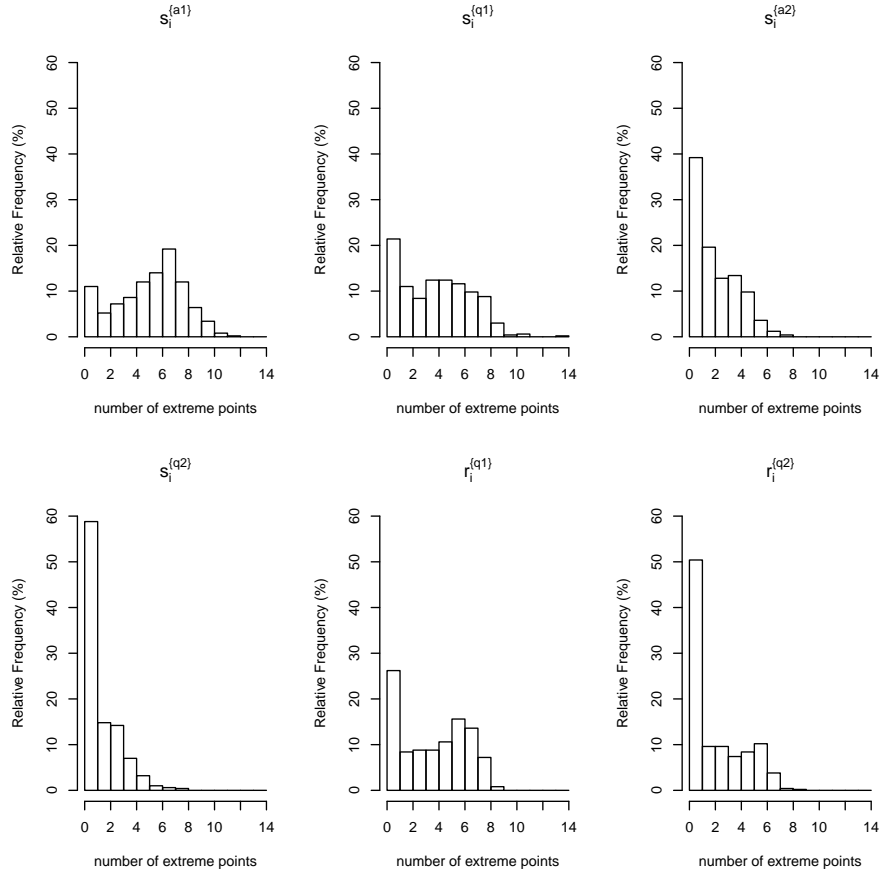 s_i^{a1}
Relative Frequency (%)
0 10 20 30 40 50 60
0 2 4 6 8 10 14
number of extreme points
s_i^{q1}
Relative Frequency (%)
0 10 20 30 40 50 60
0 2 4 6 8 10 14
number of extreme points
s_i^{a2}
Relative Frequency (%)
0 10 20 30 40 50 60
0 2 4 6 8 10 14
number of extreme points
s_i^{q2}
Relative Frequency (%)
0 10 20 30 40 50 60
0 2 4 6 8 10 14
number of extreme points
r_i^{q1}
Relative Frequency (%)
0 10 20 30 40 50 60
0 2 4 6 8 10 14
number of extreme points
r_i^{q2}
Relative Frequency (%)
0 10 20 30 40 50 60
0 2 4 6 8 10 14
number of extreme points